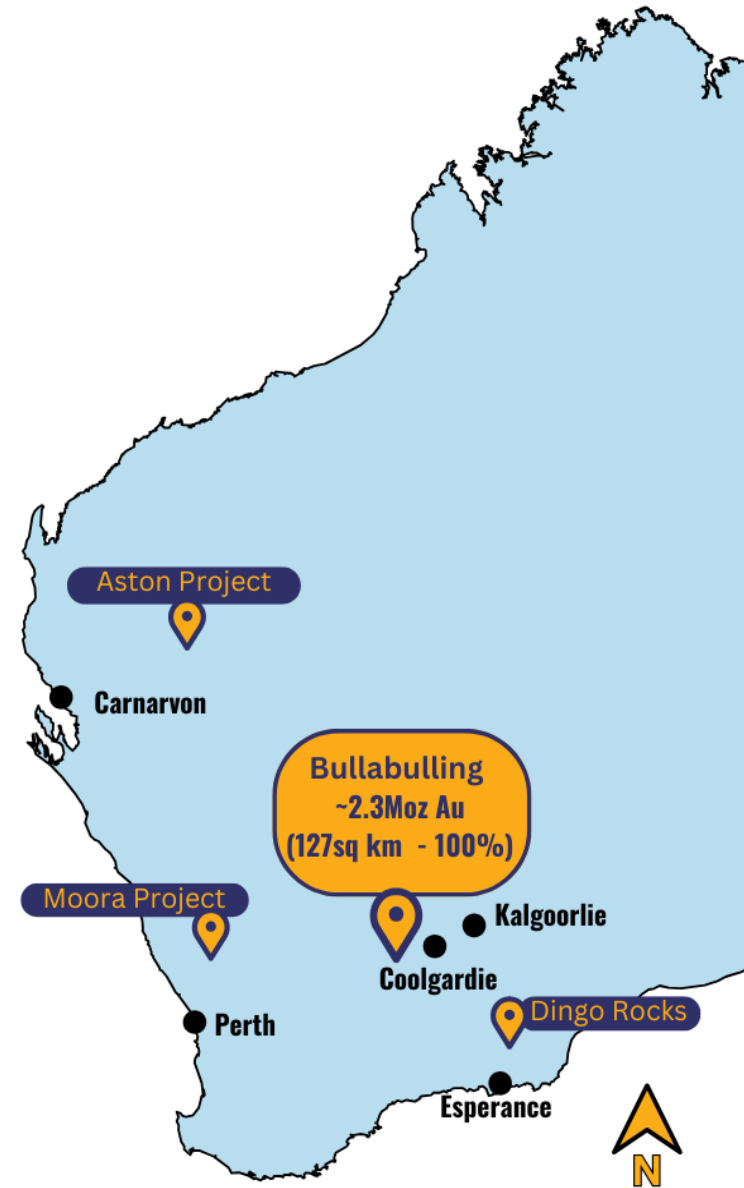 Aston Project
Carnarvon
Bullabulling
~2.3Moz Au
(127sq km - 100%)
Moora Project
Kalgoorlie
Coolgardie
Dingo Rocks
Perth
Esperance
N